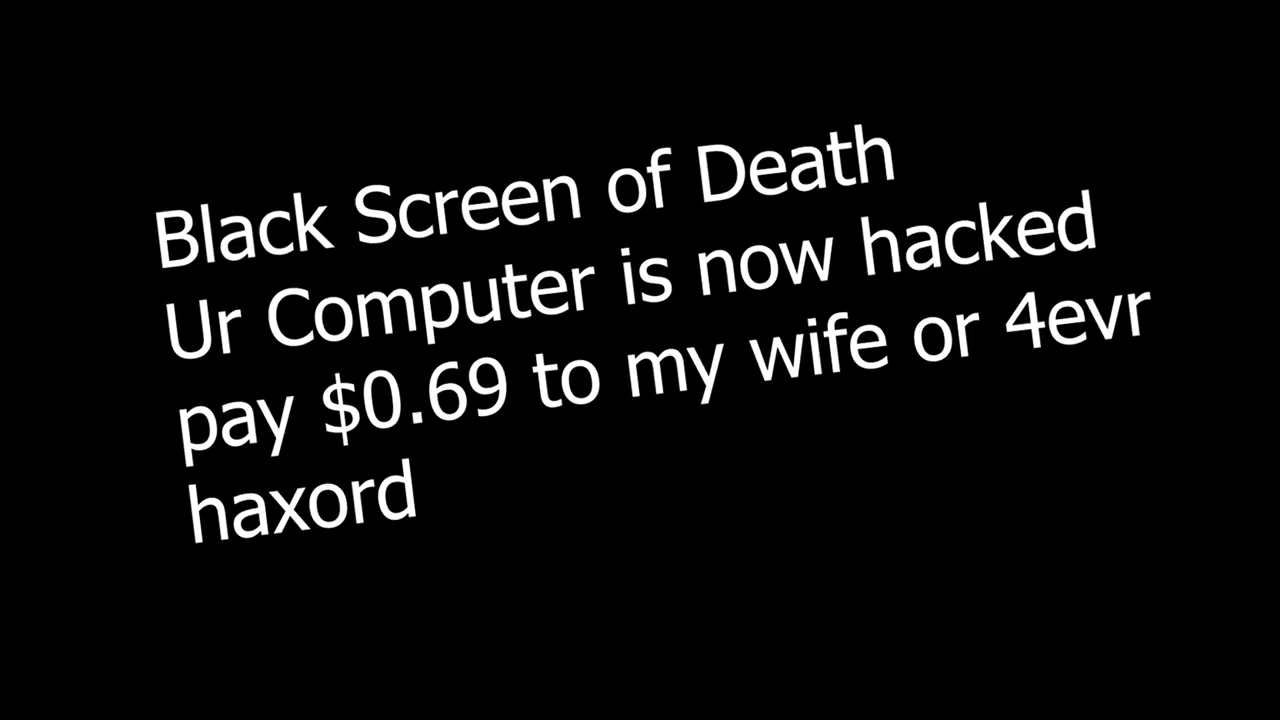 Black Screen of Death
Ur Computer is now hacked
pay $0.69 to my wife or 4evr
haxord